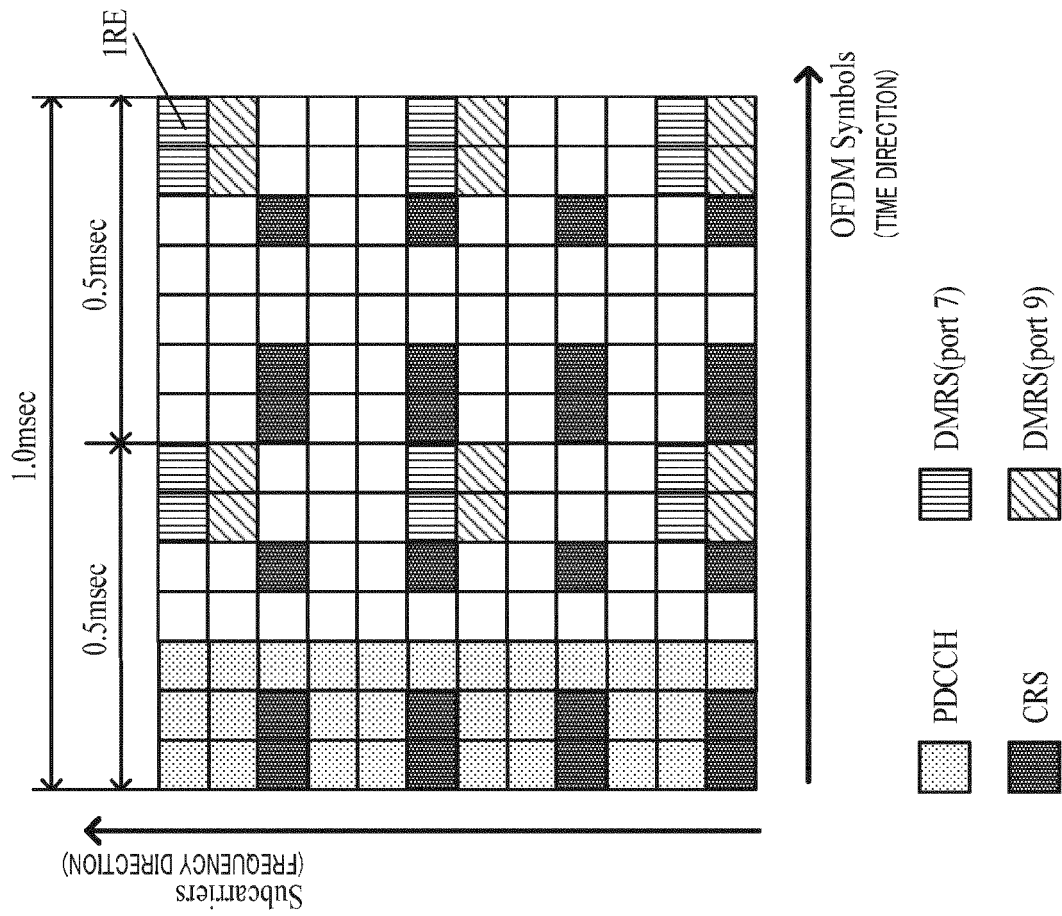 1.0msec
0.5msec
0.5msec
1RE
Subcarriers
(FREQUENCY DIRECTION)
OFDM Symbols
(TIME DIRECTION)
PDCCH
DMRS(port 7)
CRS
DMRS(port 9)